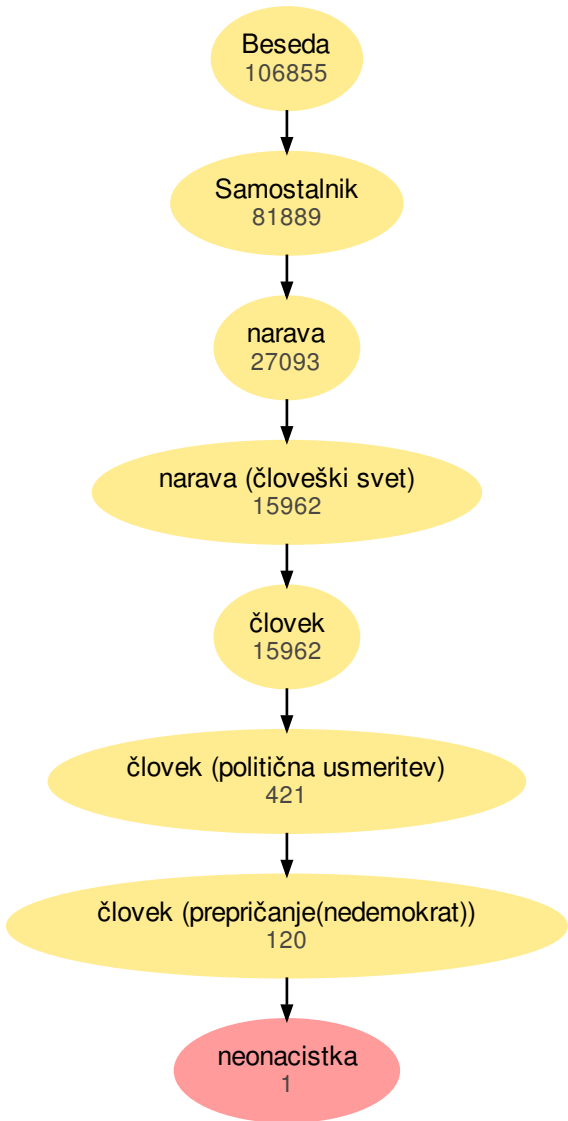 Beseda
106855
Samostalnik
81889
narava
27093
narava (človeški svet)
15962
človek
15962
človek (politična usmeritev)
421
človek (prepričanje(nedemokrat))
120
neonacistka
1